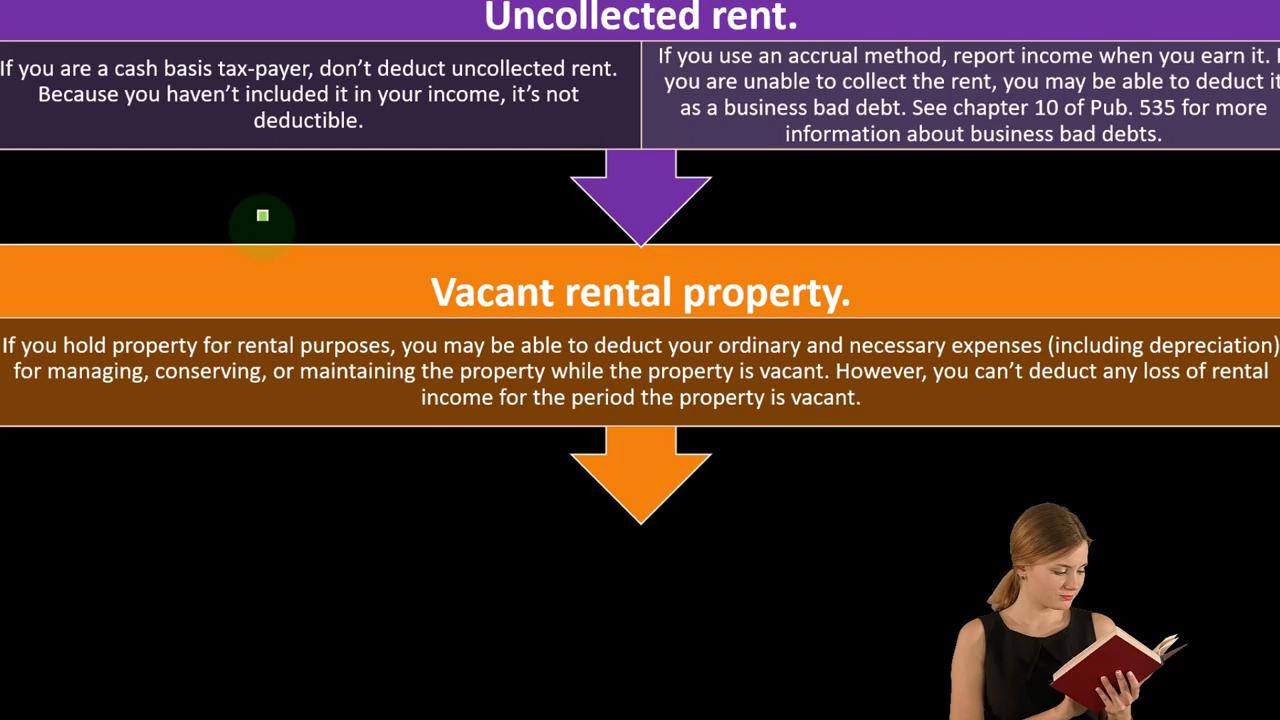 Uncollected rent.
If you are a cash basis tax-payer, don't deduct uncollected rent.
Because you haven't included it in your income, it's not
deductible.
If you use an accrual method, report income when you earn it.
you are unable to collect the rent, you may be able to deduct it
as a business bad debt. See chapter 10 of Pub. 535 for more
information about business bad debts.
Vacant rental property.
If you hold property for rental purposes, you may be able to deduct your ordinary and necessary expenses (including depreciation)
for managing, conserving, or maintaining the property while the property is vacant. However, you can't deduct any loss of rental
income for the period the property is vacant.